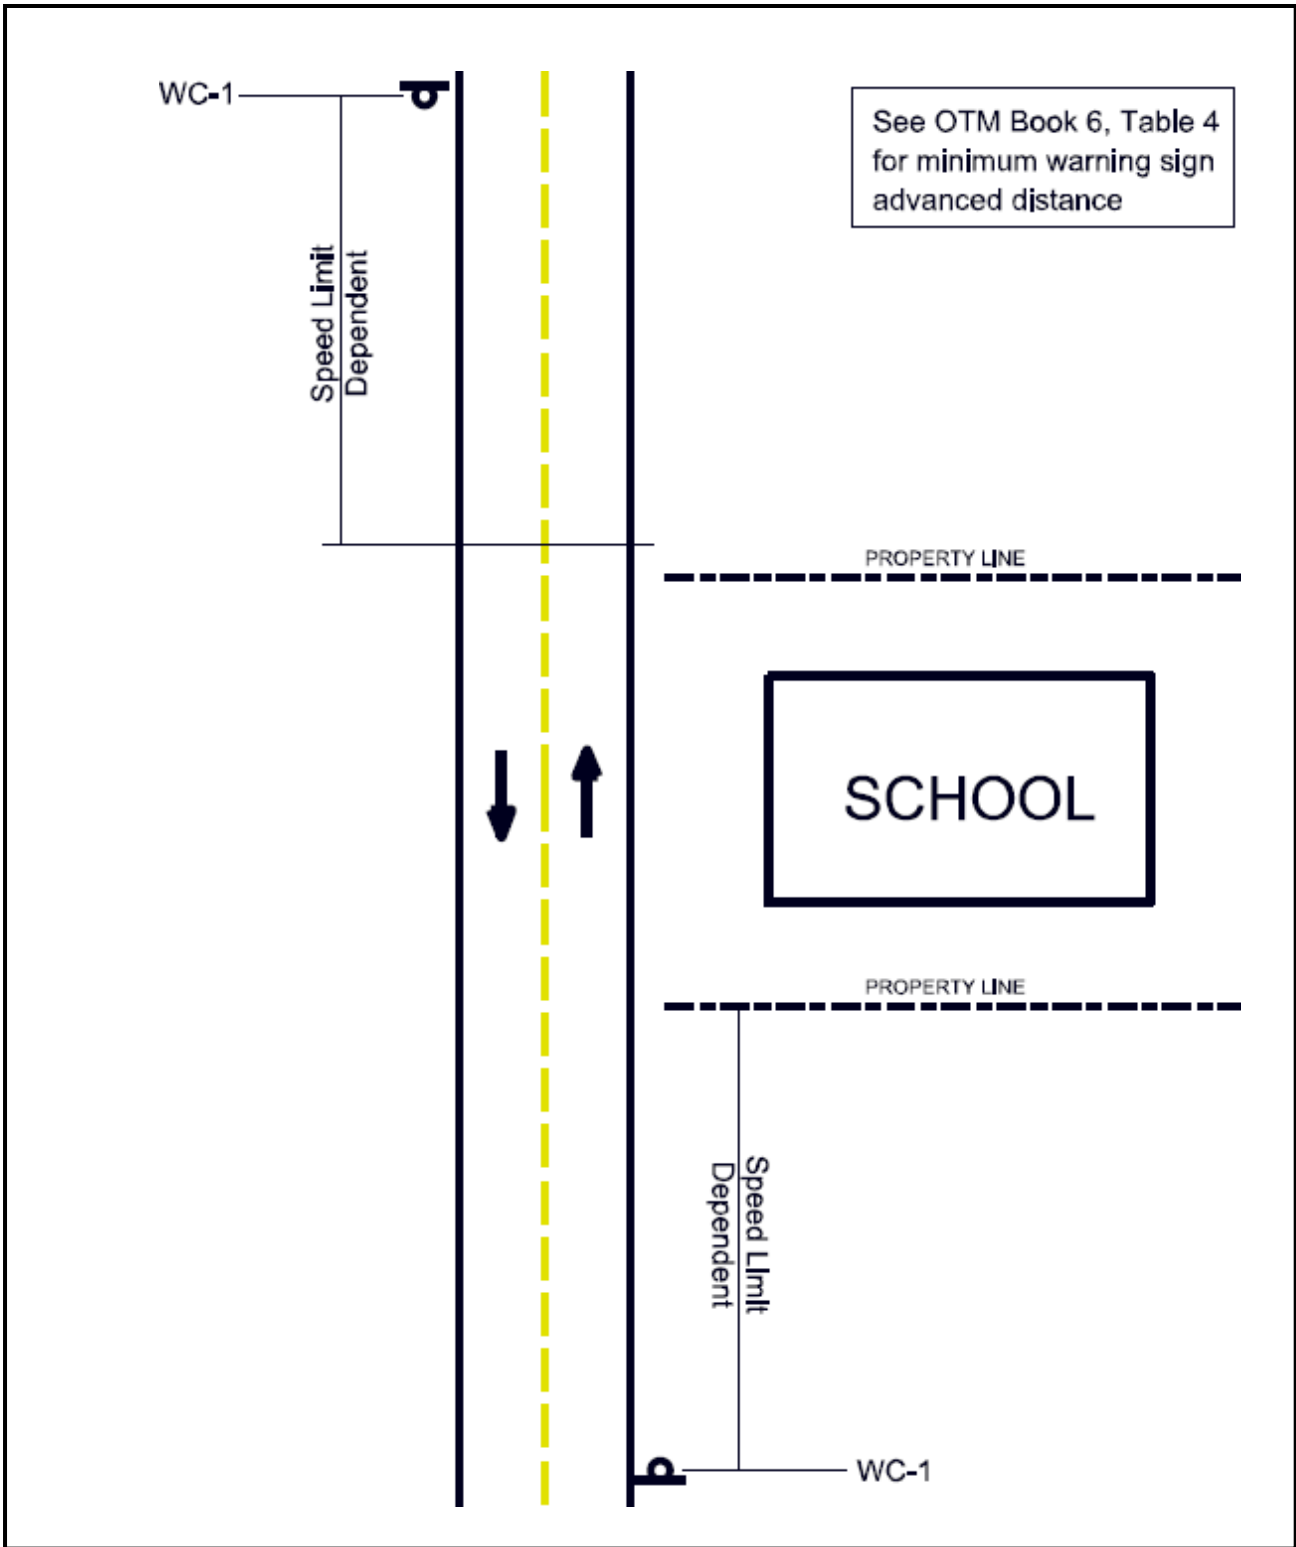 WC-1
See OTM Book 6, Table 4
for minimum warning sign
advanced distance
Speed Limit
Dependent
PROPERTY LINE
SCHOOL
PROPERTY LINE
Speed Limit
Dependent
WC-1